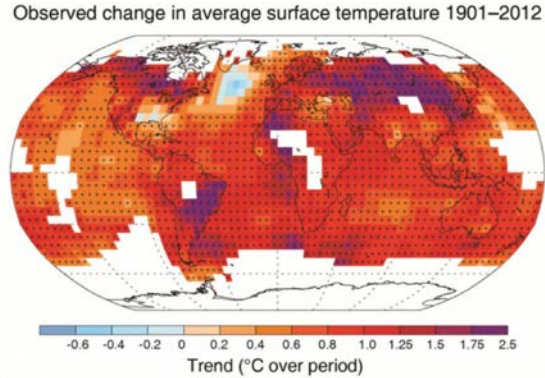 Observed change in average surface temperature 1901–2012
-0.6 -0.4 -0.2 0 0.2 0.4 0.6 0.8 1.0 1.25 1.5 1.75 2.5
Trend (°C over period)